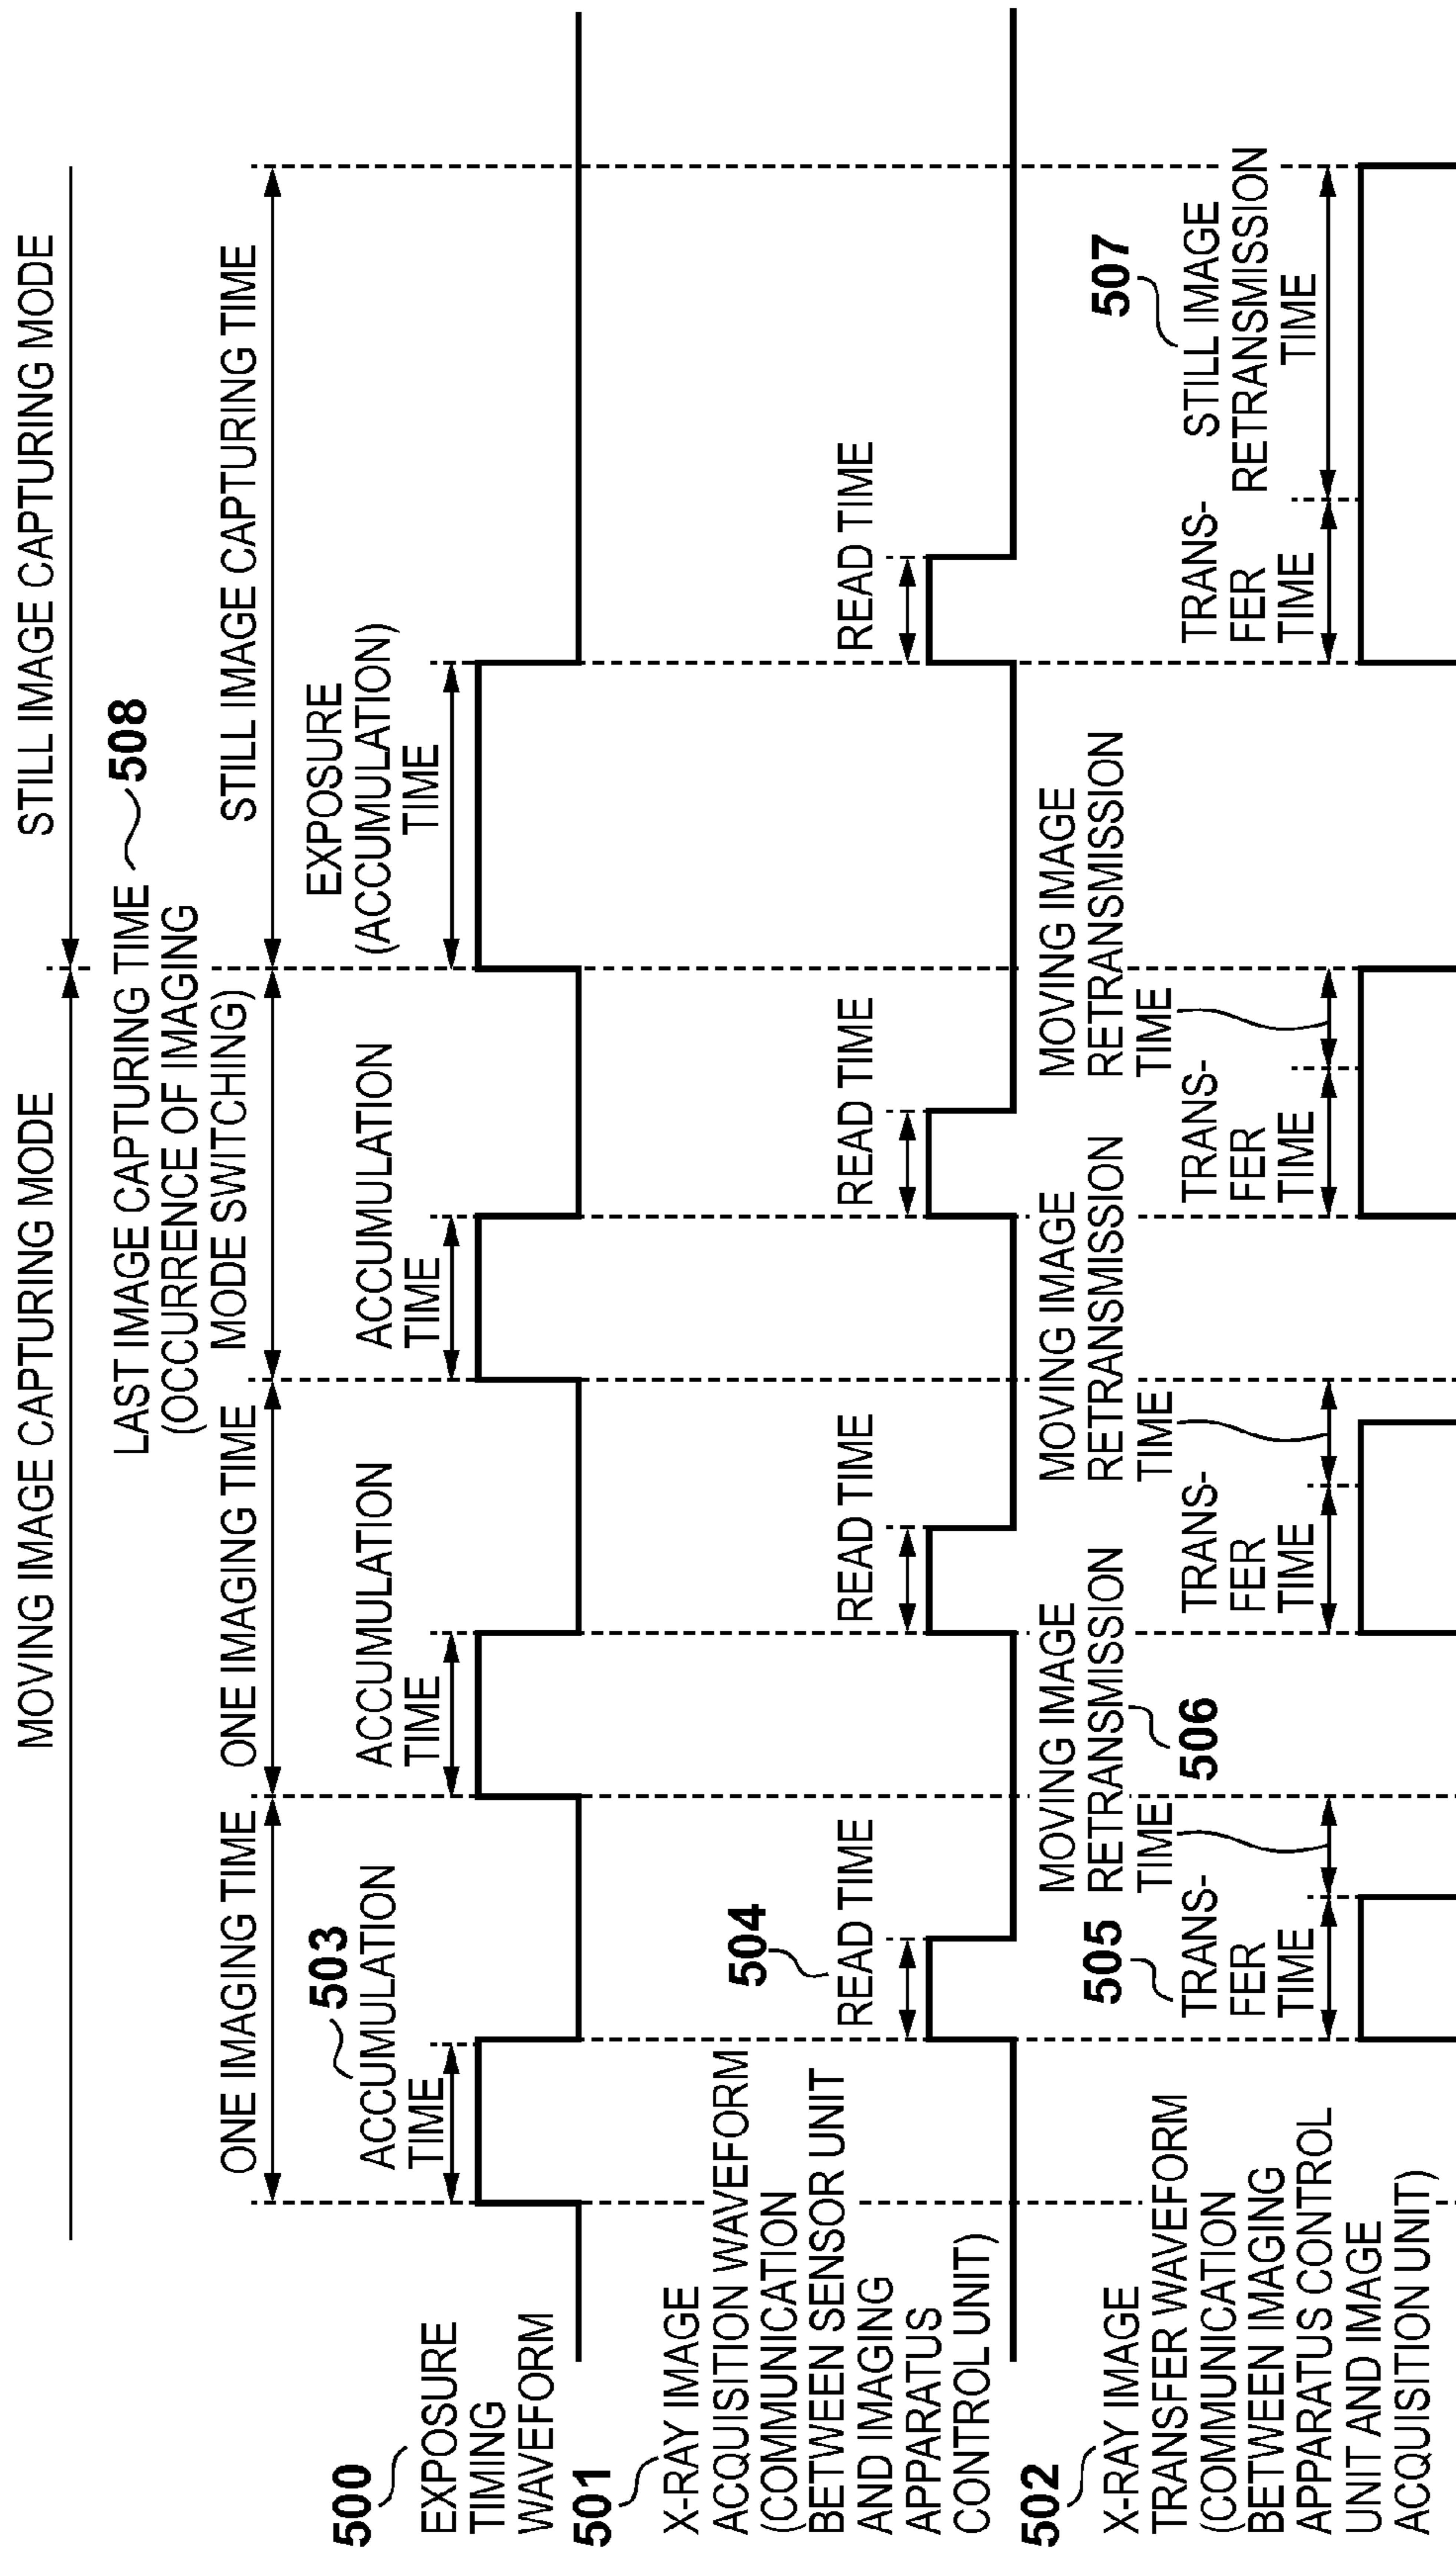 MOVING IMAGE CAPTURING MODE
STILL IMAGE CAPTURING MODE
LAST IMAGE CAPTURING TIME 508
(OCCURRENCE OF IMAGING
MODE SWITCHING)
ONE IMAGING TIME
ONE IMAGING TIME
STILL IMAGE CAPTURING TIME
500
EXPOSURE
TIMING
WAVEFORM
503
ACCUMULATION
TIME
ACCUMULATION
TIME
ACCUMULATION
TIME
EXPOSURE
(ACCUMULATION)
TIME
501
X-RAY IMAGE
ACQUISITION WAVEFORM
(COMMUNICATION
BETWEEN SENSOR UNIT
AND IMAGING
APPARATUS
CONTROL UNIT)
504
READ TIME
READ TIME
READ TIME
READ TIME
502
X-RAY IMAGE
TRANSFER WAVEFORM
(COMMUNICATION
BETWEEN IMAGING
APPARATUS CONTROL
UNIT AND IMAGE
ACQUISITION UNIT)
505
TRANS-
FER
TIME
MOVING IMAGE
RETRANSMISSION
TIME
506
TRANS-
FER
TIME
MOVING IMAGE
RETRANSMISSION
TIME
TRANS-
FER
TIME
MOVING IMAGE
RETRANSMISSION
TIME
TRANS-
FER
TIME
507
STILL IMAGE
RETRANSMISSION
TIME